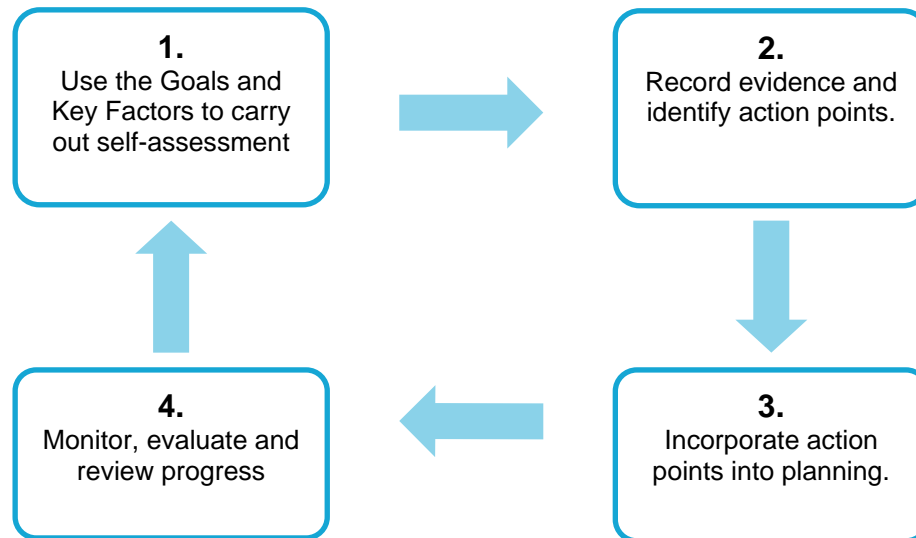 1.
Use the Goals and
Key Factors to carry
out self-assessment
2.
Record evidence and
identify action points.
3.
Incorporate action
points into planning.
4.
Monitor, evaluate and
review progress